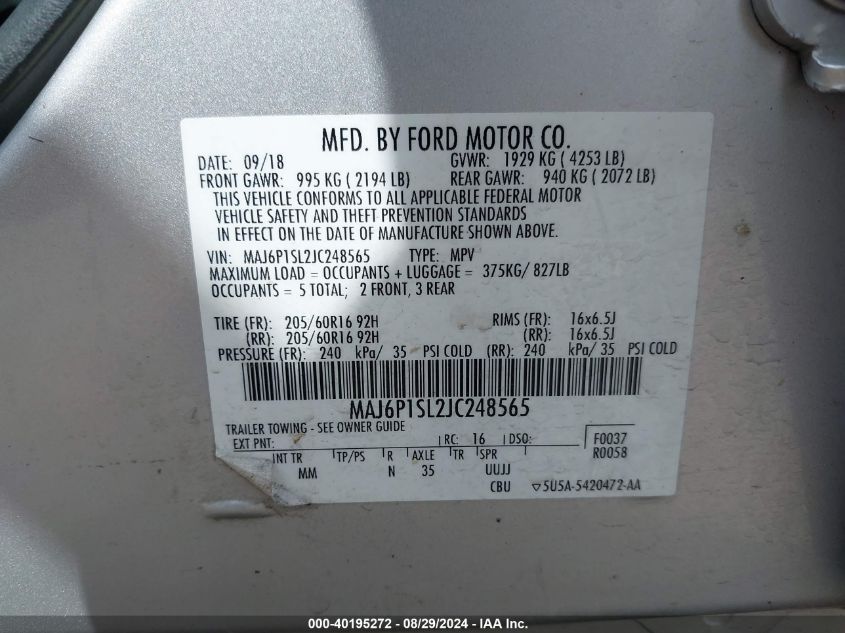 MFD. BY FORD MOTOR CO.
DATE: 09/18 GVWR: 1929 KG ( 4253 LB)
FRONT GAWR: 995 KG ( 2194 LB) REAR GAWR: 940 KG ( 2072 LB)
THIS VEHICLE CONFORMS TO ALL APPLICABLE FEDERAL MOTOR
VEHICLE SAFETY AND THEFT PREVENTION STANDARDS
IN EFFECT ON THE DATE OF MANUFACTURE SHOWN ABOVE.
VIN: MAJ6P1SL2JC248565 TYPE: MPV
MAXIMUM LOAD = OCCUPANTS + LUGGAGE = 375KG/ 827LB
OCCUPANTS = 5 TOTAL; 2 FRONT, 3 REAR
TIRE (FR): 205/60R16 92H RIMS (FR): 16x6.5J
(RR): 205/60R16 92H (RR): 16x6.5J
PRESSURE (FR): 240 kPa/ 35 PSI COLD (RR): 240 kPa/ 35 PSI COLD
MAJ6P1SL2JC248565
TRAILER TOWING - SEE OWNER GUIDE
EXT PNT: RC: 16 DSO: F0037
R0058
INT TR TP/PS R AXLE TR SPR
MM N 35 UUJJ
CBU 5U5A-5420472-AA
000-40195272 - 08/29/2024 - IAA Inc.